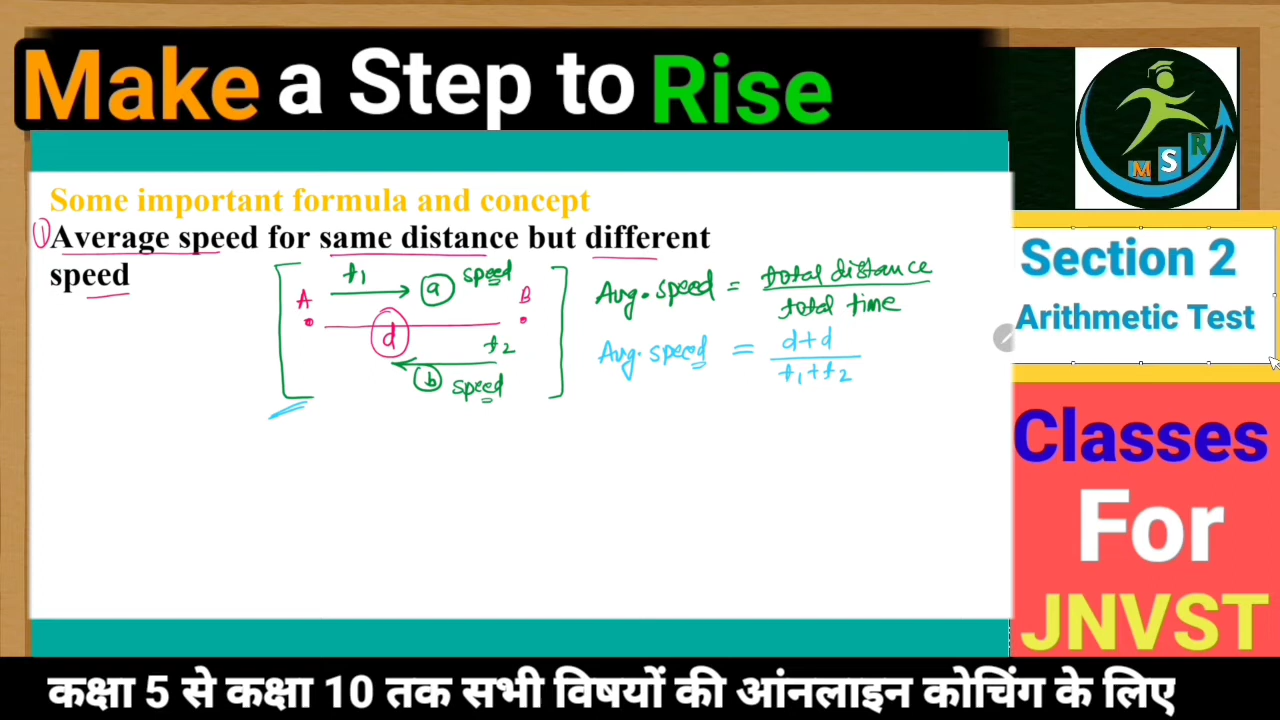 Make a Step to Rise
MSR
Some important formula and concept
① Average speed for same distance but different
speed
t₁ a speed
A B
d
t₂
b speed
Avg. speed = total distance / total time
Avg. speed = d+d / t₁+t₂
Section 2
Arithmetic Test
Classes
For
JNVST
कक्षा 5 से कक्षा 10 तक सभी विषयों की आंनलाइन कोचिंग के लिए